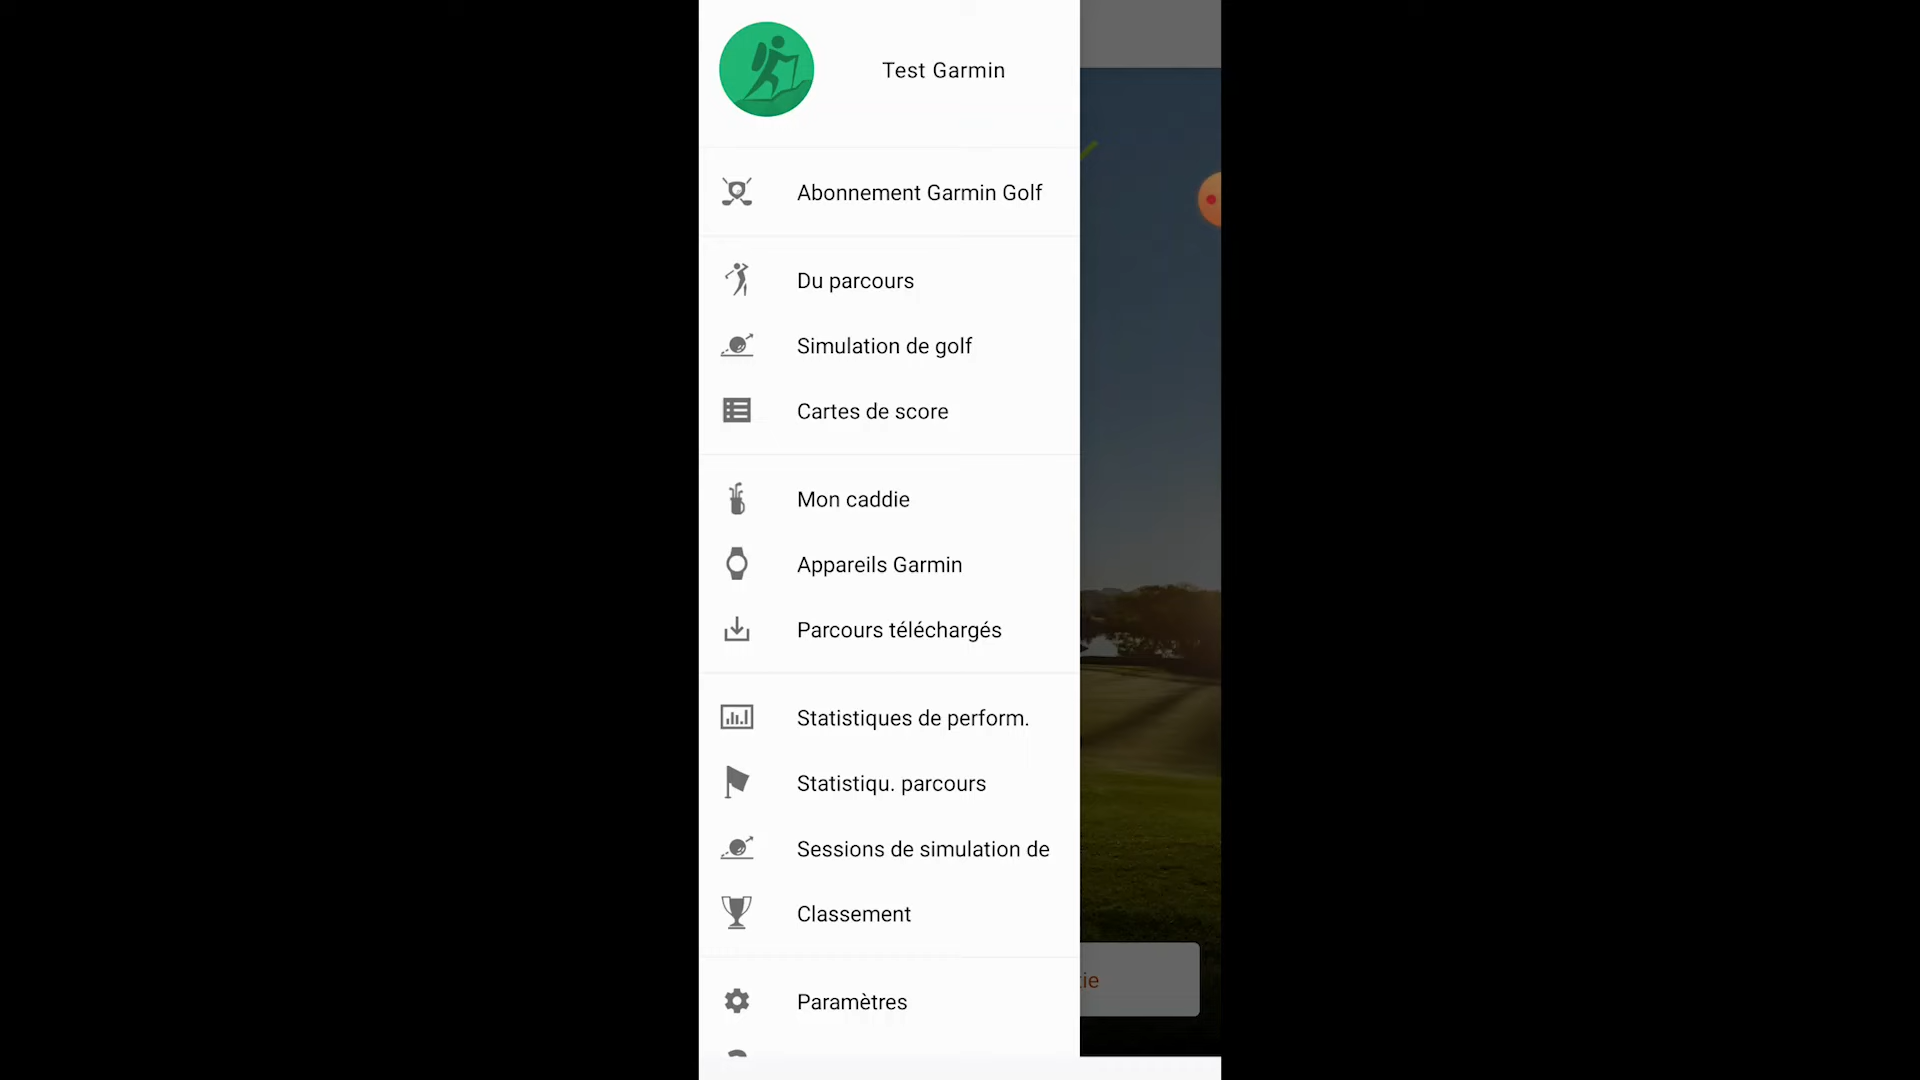 Test Garmin
Abonnement Garmin Golf
Du parcours
Simulation de golf
Cartes de score
Mon caddie
Appareils Garmin
Parcours téléchargés
Statistiques de perform.
Statistiqu. parcours
Sessions de simulation de
Classement
tie
Paramètres